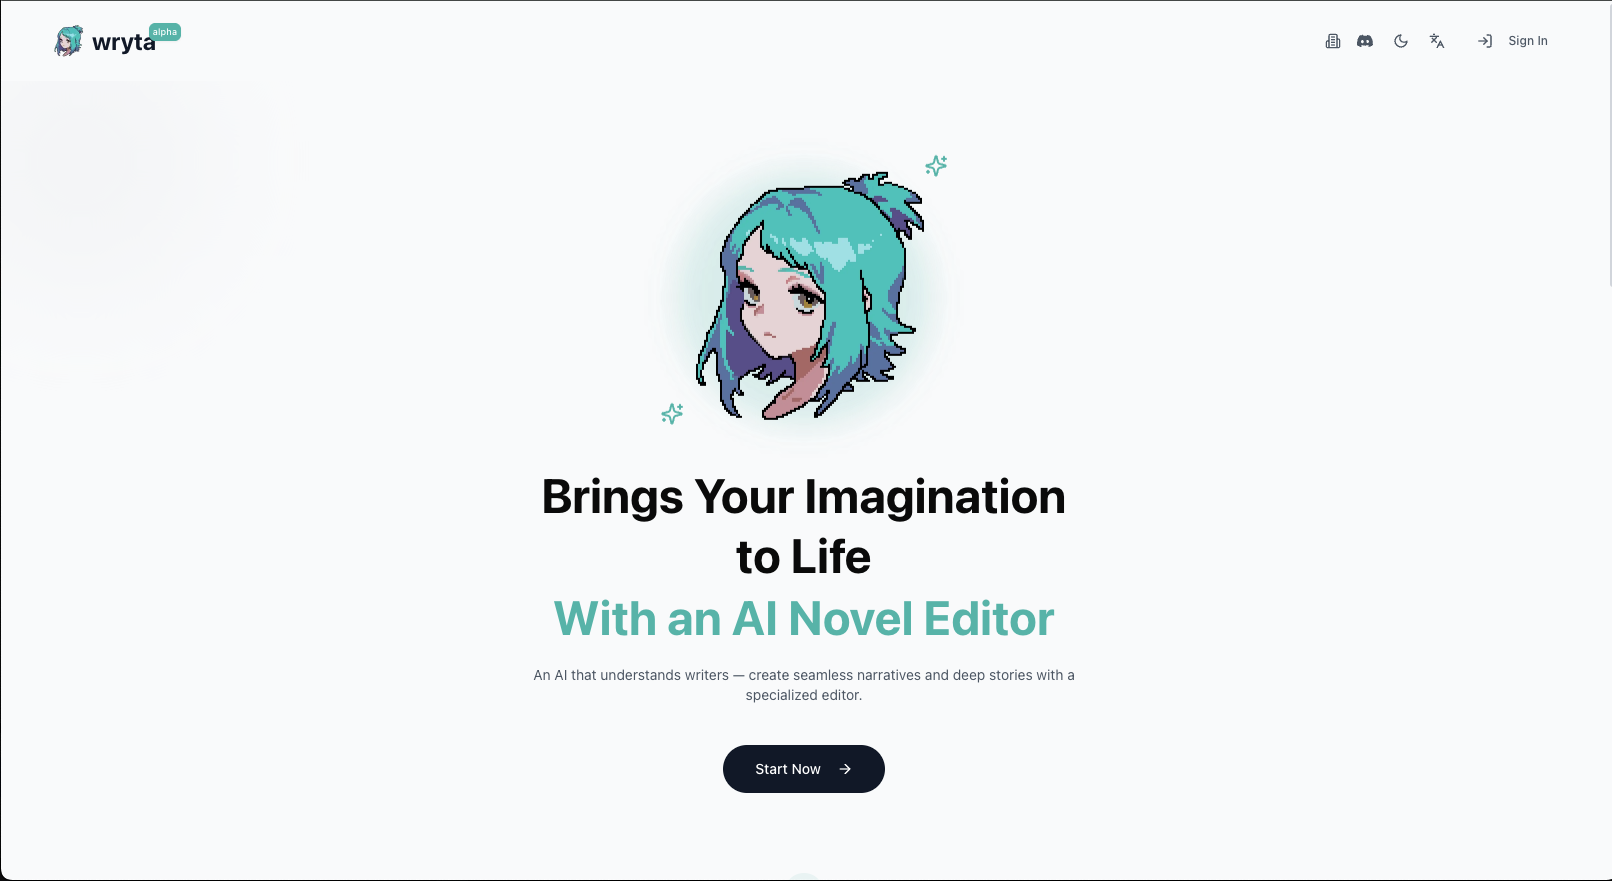 wryta
alpha
Sign In
Brings Your Imagination
to Life
With an AI Novel Editor
An AI that understands writers — create seamless narratives and deep stories with a
specialized editor.
Start Now